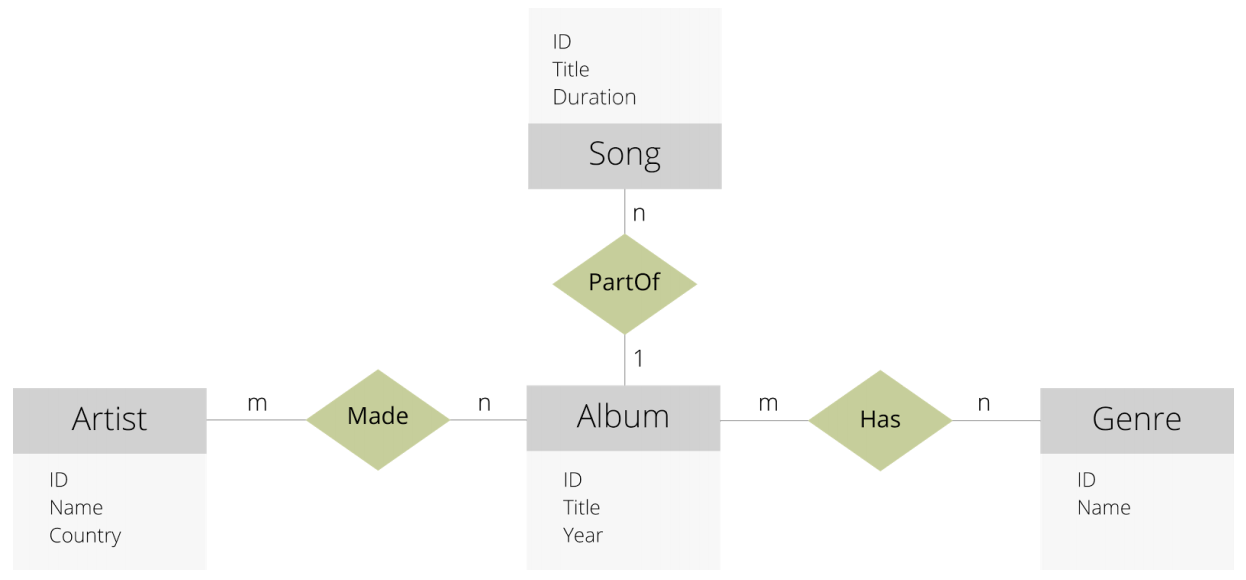 ID
Title
Duration
Song
n
PartOf
1
Artist
m
Made
n
Album
m
Has
n
Genre
ID
Name
Country
ID
Title
Year
ID
Name